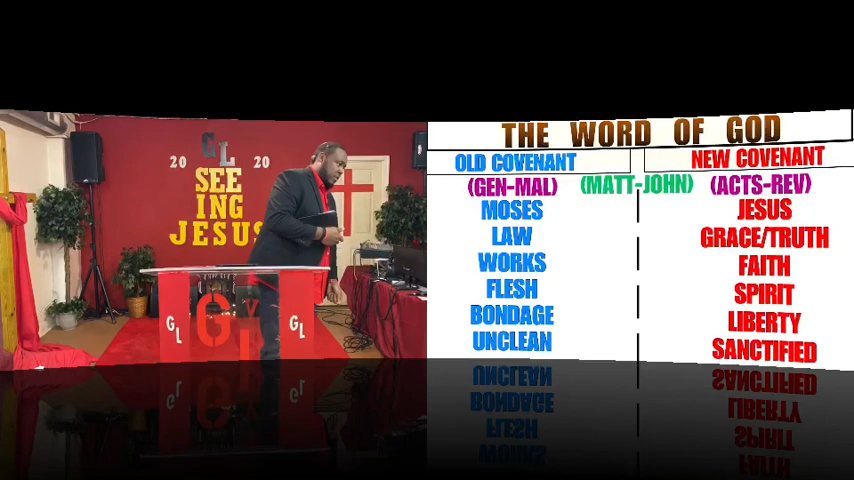 GL
20 20
SEE
ING
JESUS
GL
G
L
GL
THE WORD OF GOD
OLD COVENANT NEW COVENANT
(GEN-MAL) (MATT-JOHN) (ACTS-REV)
MOSES JESUS
LAW GRACE/TRUTH
WORKS FAITH
FLESH SPIRIT
BONDAGE LIBERTY
UNCLEAN SANCTIFIED